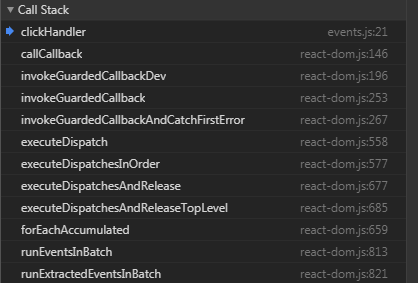 Call Stack
clickHandler events.js:21
callCallback react-dom.js:146
invokeGuardedCallbackDev react-dom.js:196
invokeGuardedCallback react-dom.js:253
invokeGuardedCallbackAndCatchFirstError react-dom.js:267
executeDispatch react-dom.js:558
executeDispatchesInOrder react-dom.js:577
executeDispatchesAndRelease react-dom.js:677
executeDispatchesAndReleaseTopLevel react-dom.js:685
forEachAccumulated react-dom.js:659
runEventsInBatch react-dom.js:813
runExtractedEventsInBatch react-dom.js:821